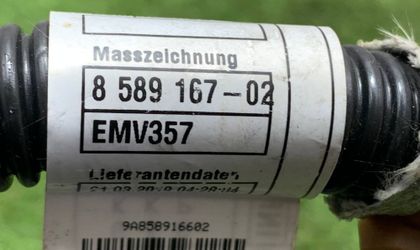 Masszeichnung
8 589 167-02
EMV357
Lieferantendaten
9A858916602